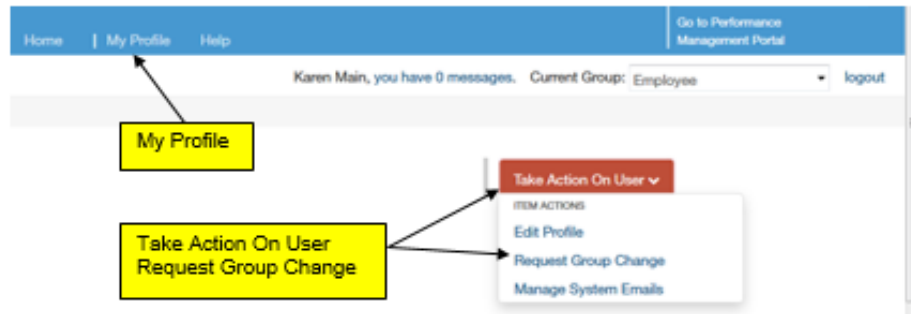 Go to Performance
Management Portal
Home | My Profile Help
Karen Main, you have 0 messages. Current Group: Employee logout
My Profile
Take Action On User
ITEM ACTIONS
Edit Profile
Request Group Change
Manage System Emails
Take Action On User
Request Group Change